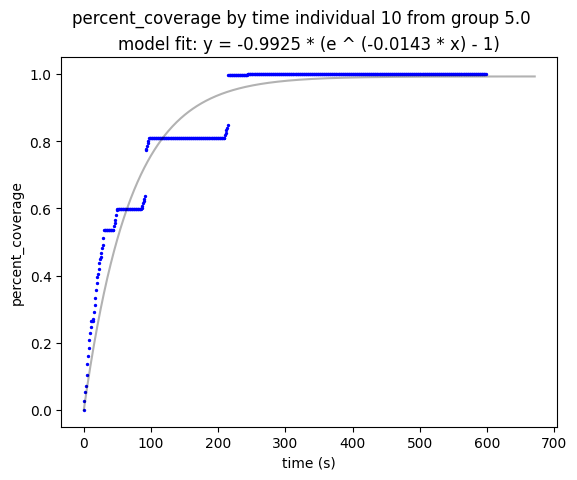 percent_coverage by time individual 10 from group 5.0
model fit: y = -0.9925 * (e ^ (-0.0143 * x) - 1)
percent_coverage
1.0
0.8
0.6
0.4
0.2
0.0
0 100 200 300 400 500 600 700
time (s)